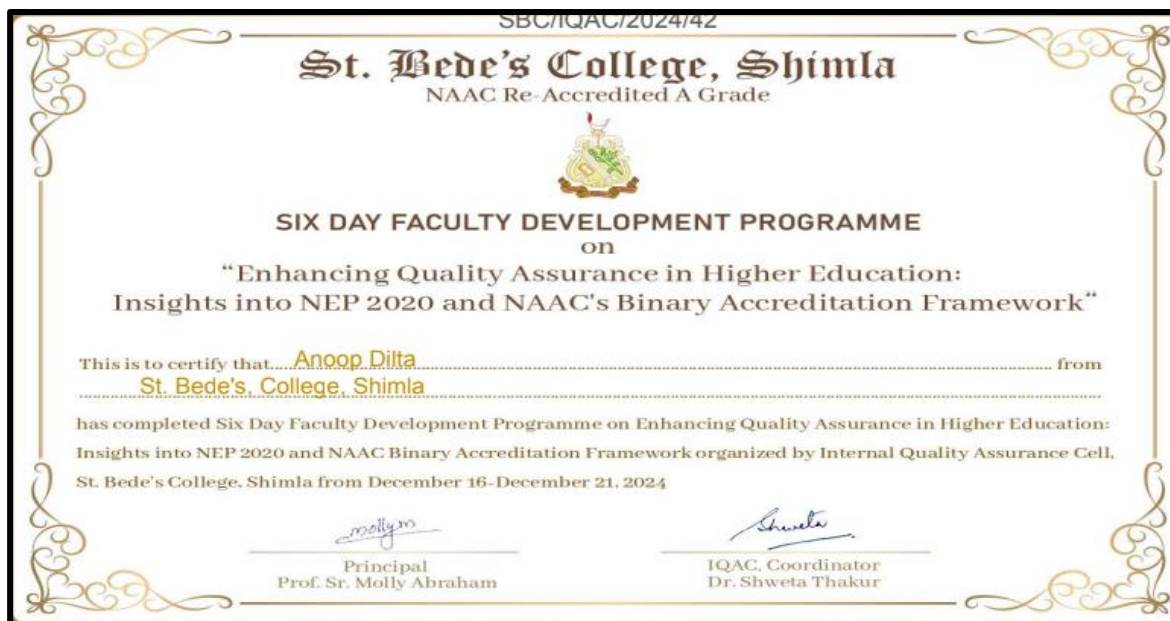 SBC/IQAC/2024/42
St. Bede's College, Shimla
NAAC Re-Accredited A Grade
SIX DAY FACULTY DEVELOPMENT PROGRAMME
on
“Enhancing Quality Assurance in Higher Education:
Insights into NEP 2020 and NAAC's Binary Accreditation Framework“
This is to certify that Anoop Dilta from
St. Bede's, College, Shimla
has completed Six Day Faculty Development Programme on Enhancing Quality Assurance in Higher Education:
Insights into NEP 2020 and NAAC Binary Accreditation Framework organized by Internal Quality Assurance Cell,
St. Bede's College, Shimla from December 16-December 21, 2024
mollym
Shweta
Principal
Prof. Sr. Molly Abraham
IQAC, Coordinator
Dr. Shweta Thakur